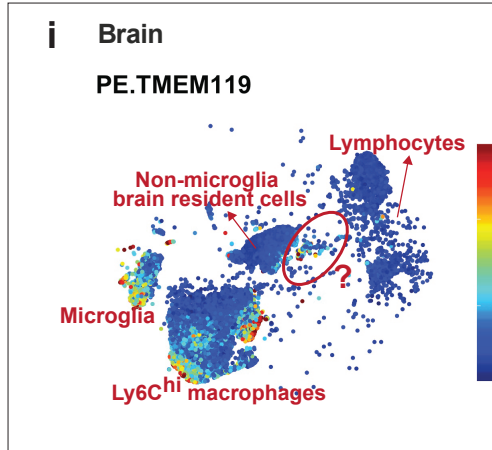 i Brain
PE.TMEM119
Lymphocytes
Non-microglia
brain resident cells
?
Microglia
Ly6Chi macrophages